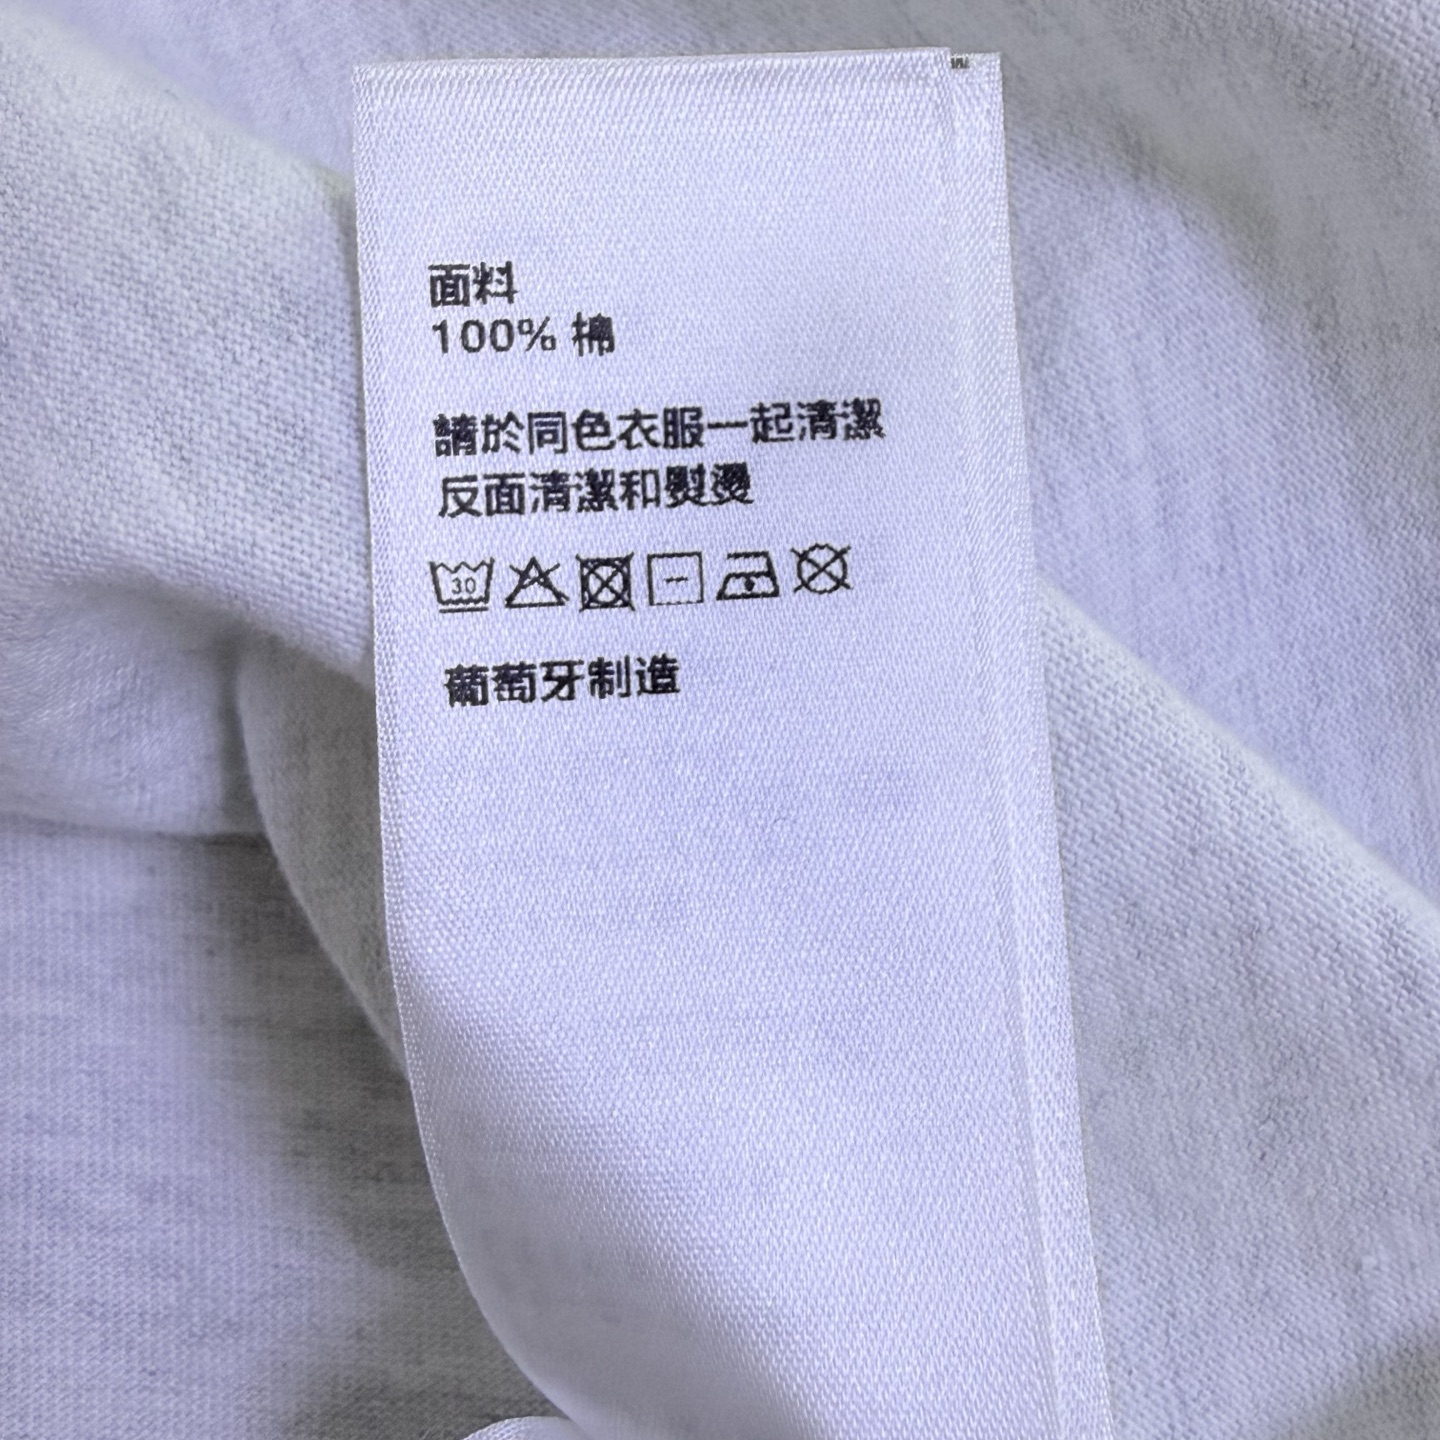 面料
100% 棉
請於同色衣服一起清潔
反面清潔和熨燙
30
葡萄牙制造